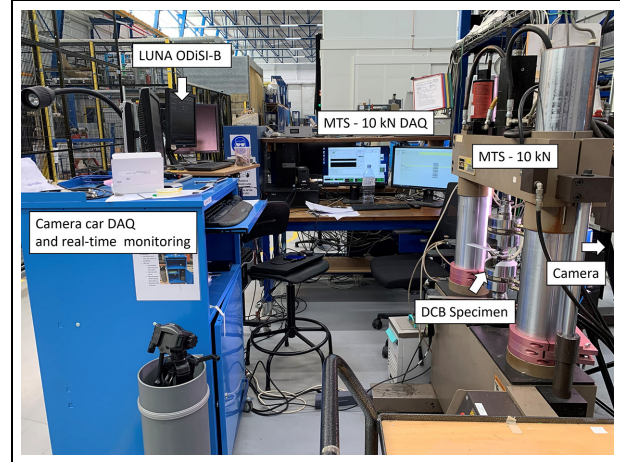 LUNA ODiSI-B
MTS - 10 kN DAQ
MTS - 10 kN
Camera car DAQ
and real-time monitoring
Camera
DCB Specimen